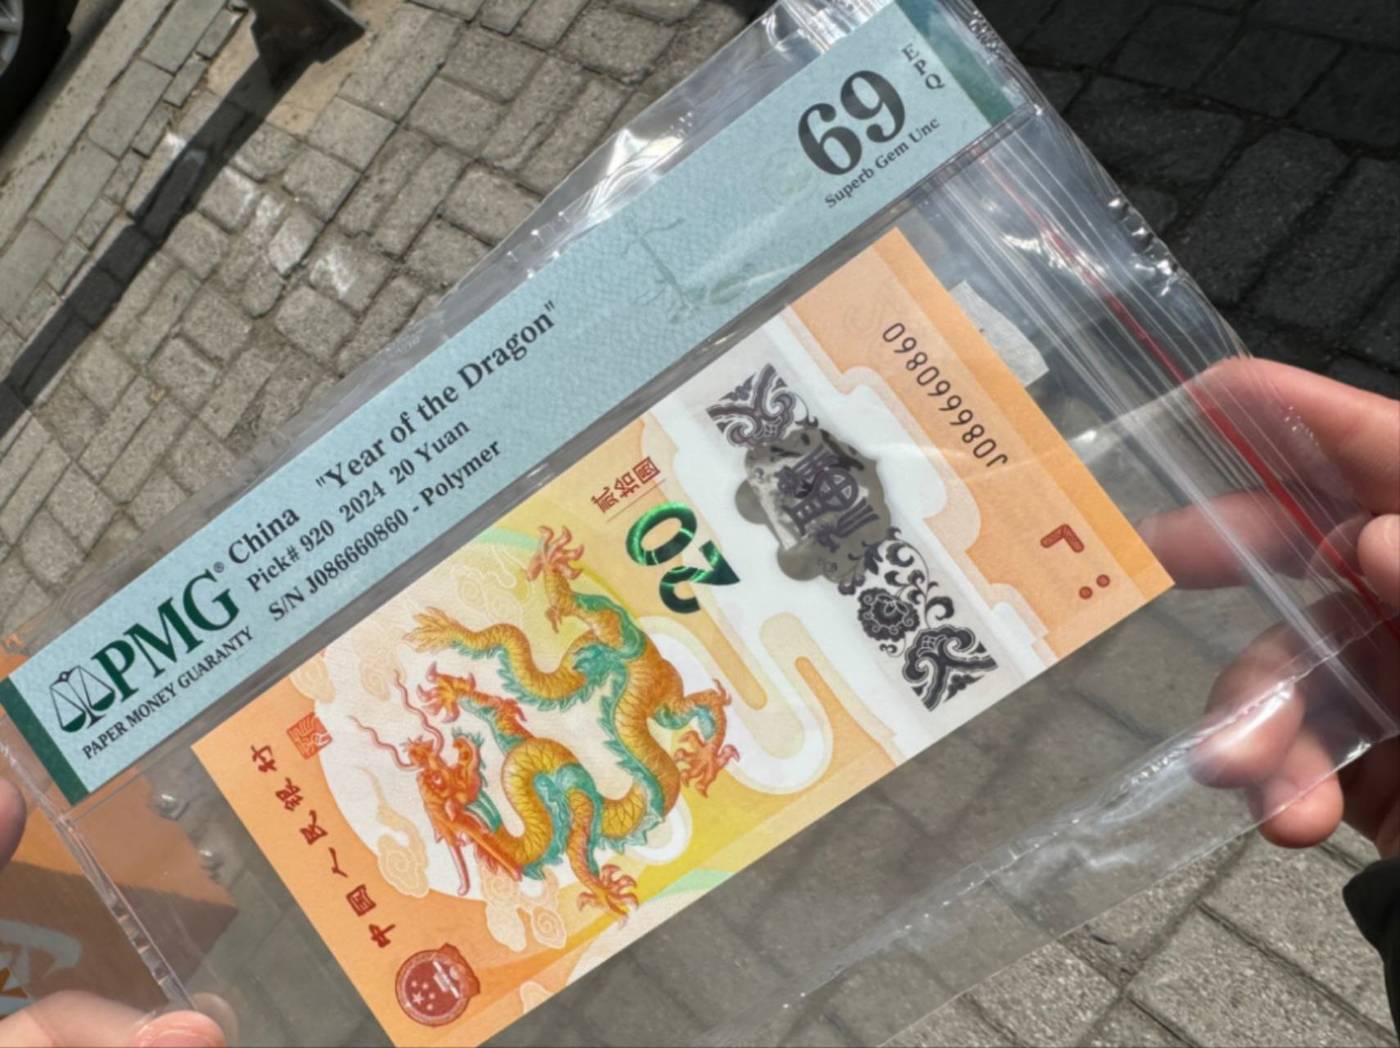 PMG®
PAPER MONEY GUARANTY
China "Year of the Dragon"
Pick# 920 2024 20 Yuan
S/N J086660860 - Polymer
69
EPQ
Superb Gem Unc
中国人民银行
贰拾圆
20
J086660860